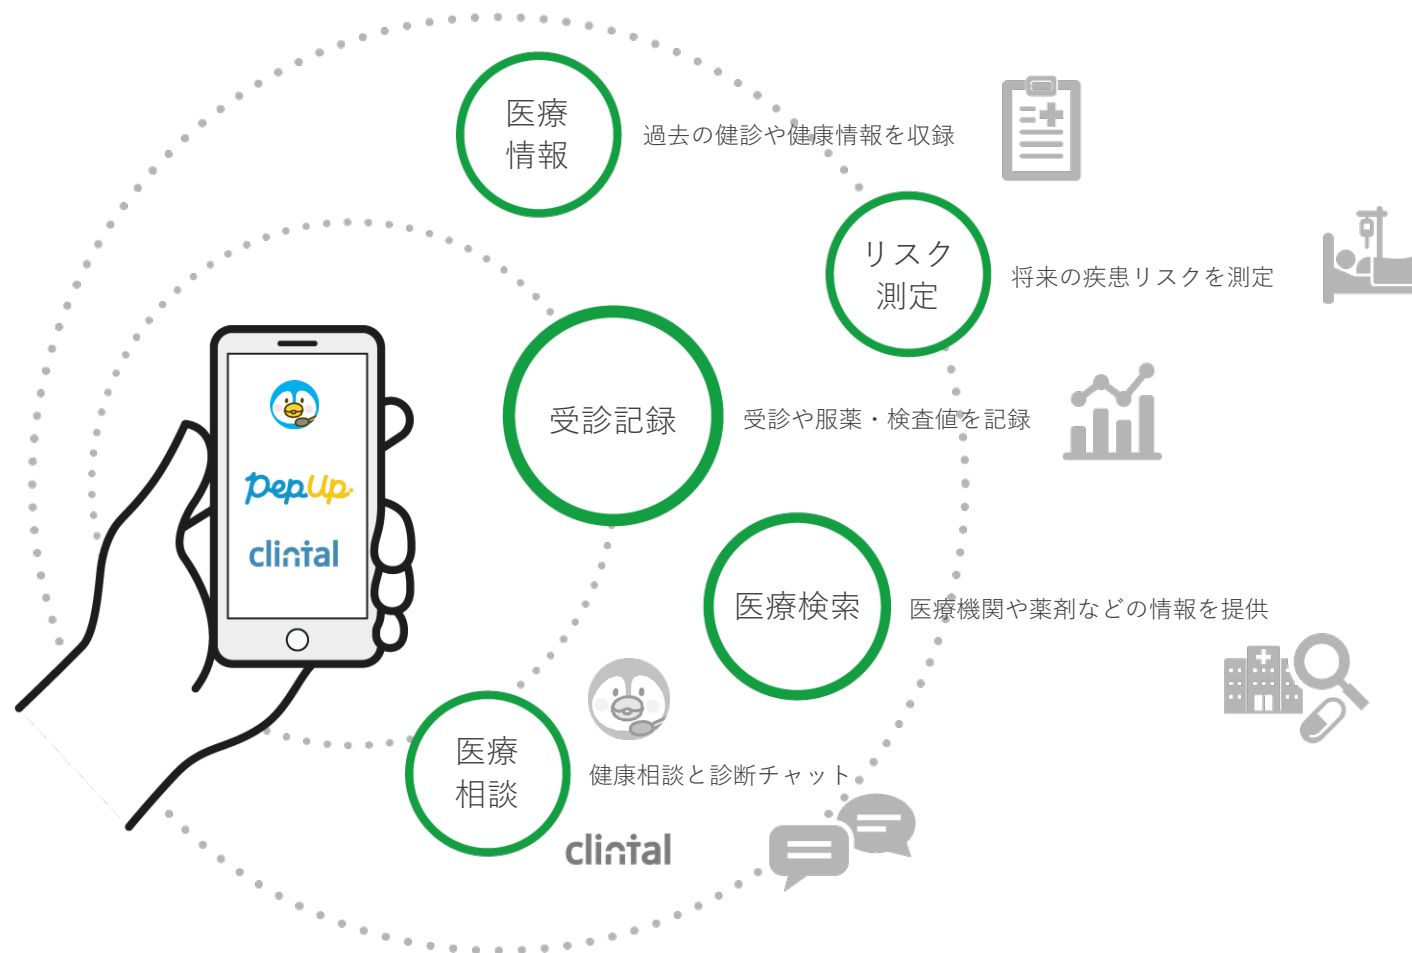 医療
情報
過去の健診や健康情報を収録
リスク
測定
将来の疾患リスクを測定
受診記録
受診や服薬・検査値を記録
PepUp
clintal
医療検索
医療機関や薬剤などの情報を提供
医療
相談
健康相談と診断チャット
clintal